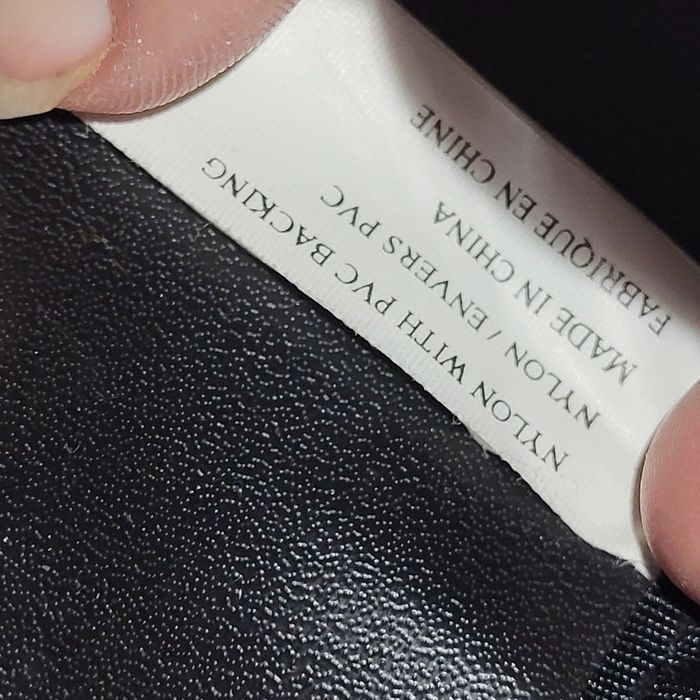 NYLON WITH PVC BACKING
NYLON / ENVERS PVC
MADE IN CHINA
FABRIQUE EN CHINE